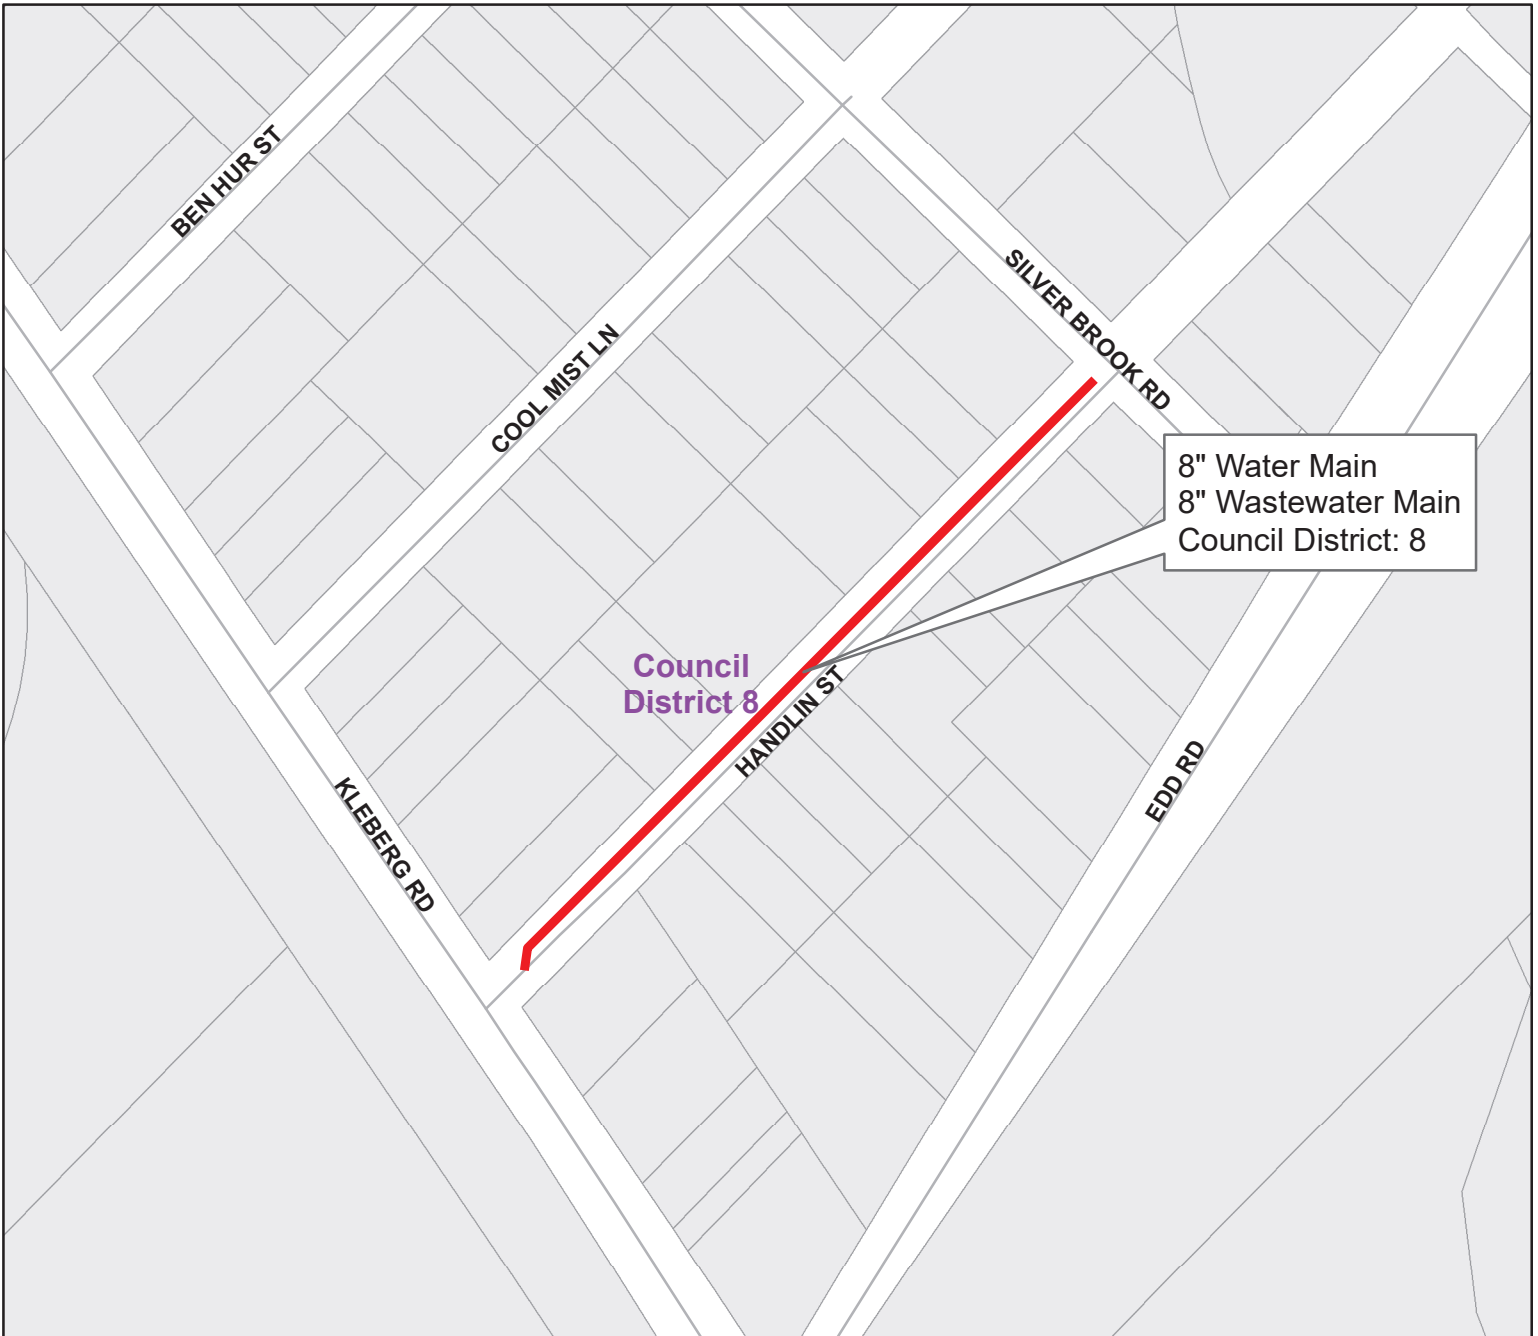 BEN HUR ST
SILVER BROOK RD
COOL MIST LN
8" Water Main
8" Wastewater Main
Council District: 8
Council
District 8
HANDLIN ST
EDD RD
KLEBERG RD